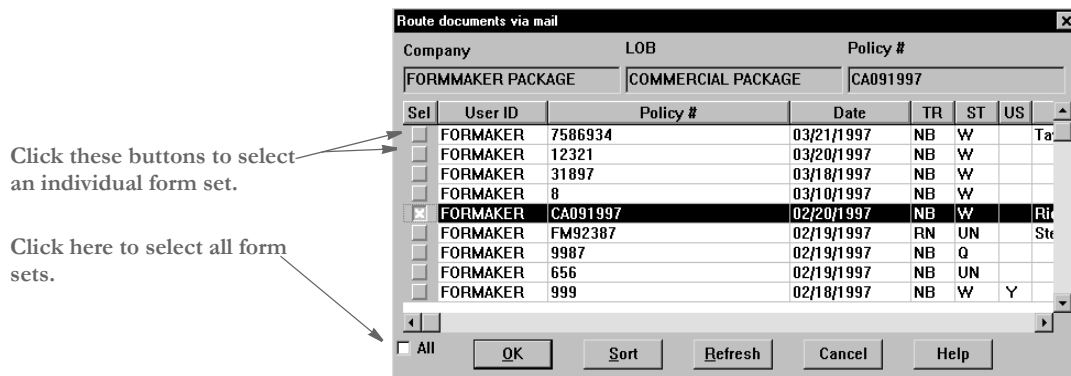 Route documents via mail
Company LOB Policy #
FORMMAKER PACKAGE COMMERCIAL PACKAGE CA091997
Sel User ID Policy # Date TR ST US
FORMAKER 7586934 03/21/1997 NB W Ta
FORMAKER 12321 03/20/1997 NB W
FORMAKER 31897 03/18/1997 NB W
FORMAKER 8 03/10/1997 NB W
FORMAKER CA091997 02/20/1997 NB W Ric
FORMAKER FM92387 02/19/1997 RN UN Ste
FORMAKER 9987 02/19/1997 NB Q
FORMAKER 656 02/19/1997 NB UN
FORMAKER 999 02/18/1997 NB W Y
All OK Sort Refresh Cancel Help
Click these buttons to select
an individual form set.
Click here to select all form
sets.